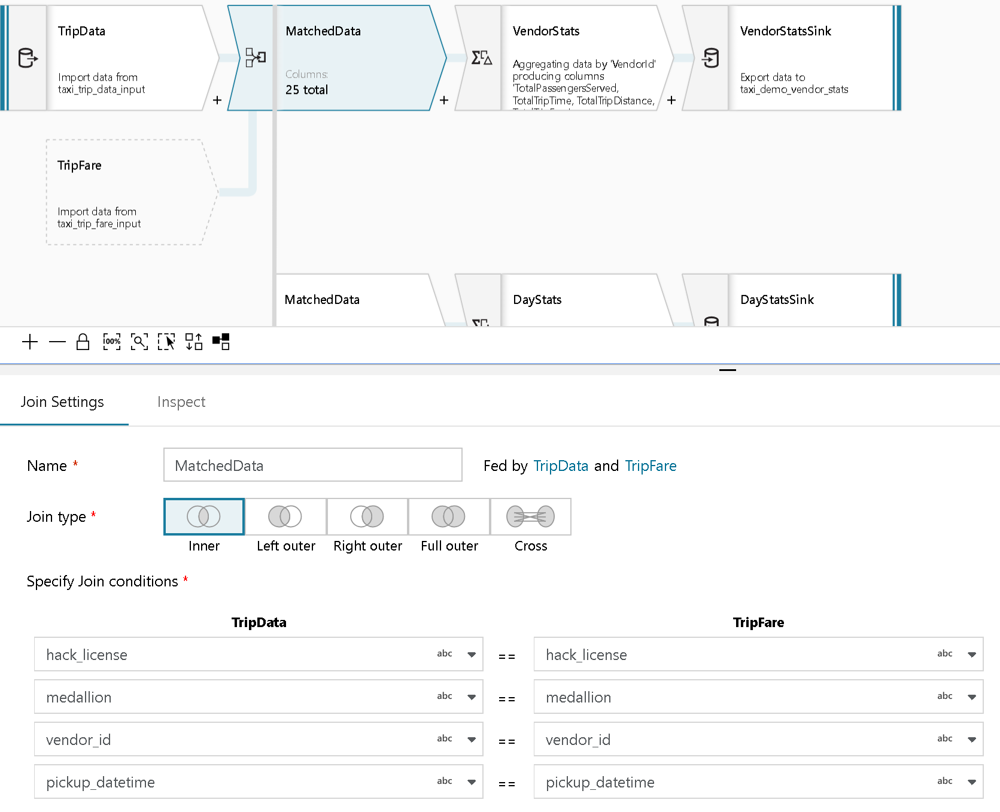 TripData
Import data from
taxi_trip_data_input
+
MatchedData
Columns:
25 total
+
VendorStats
Aggregating data by 'VendorId'
producing columns
'TotalPassengersServed,
TotalTripTime, TotalTripDistance,
+
VendorStatsSink
Export data to
taxi_demo_vendor_stats
TripFare
Import data from
taxi_trip_fare_input
MatchedData
DayStats
DayStatsSink
100%
Join Settings
Inspect
Name *
MatchedData
Fed by TripData and TripFare
Join type *
Inner
Left outer
Right outer
Full outer
Cross
Specify Join conditions *
TripData
TripFare
hack_license abc == hack_license abc
medallion abc == medallion abc
vendor_id abc == vendor_id abc
pickup_datetime abc == pickup_datetime abc